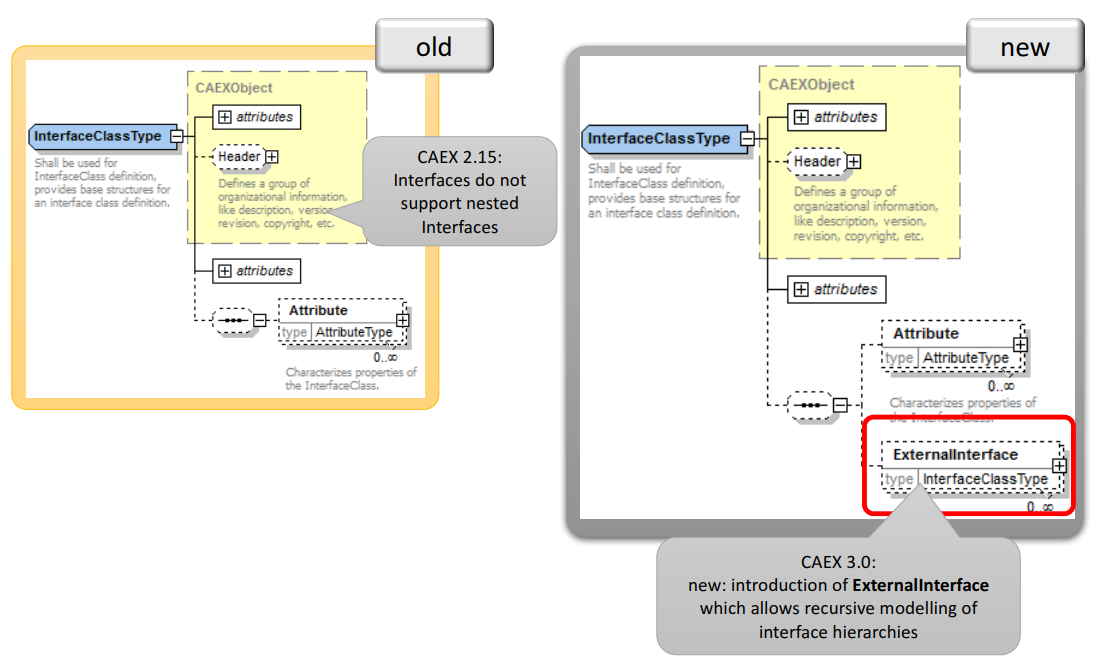 old
CAEXObject
attributes
InterfaceClassType
Shall be used for
InterfaceClass definition,
provides base structures for
an interface class definition.
Header
Defines a group of
organizational information,
like description, version,
revision, copyright, etc.
CAEX 2.15:
Interfaces do not
support nested
Interfaces
attributes
Attribute
type AttributeType
0..∞
Characterizes properties of
the InterfaceClass.
new
CAEXObject
attributes
InterfaceClassType
Shall be used for
InterfaceClass definition,
provides base structures for
an interface class definition.
Header
Defines a group of
organizational information,
like description, version,
revision, copyright, etc.
attributes
Attribute
type AttributeType
0..∞
Characterizes properties of
the InterfaceClass.
ExternalInterface
type InterfaceClassType
0..∞
CAEX 3.0:
new: introduction of ExternalInterface
which allows recursive modelling of
interface hierarchies